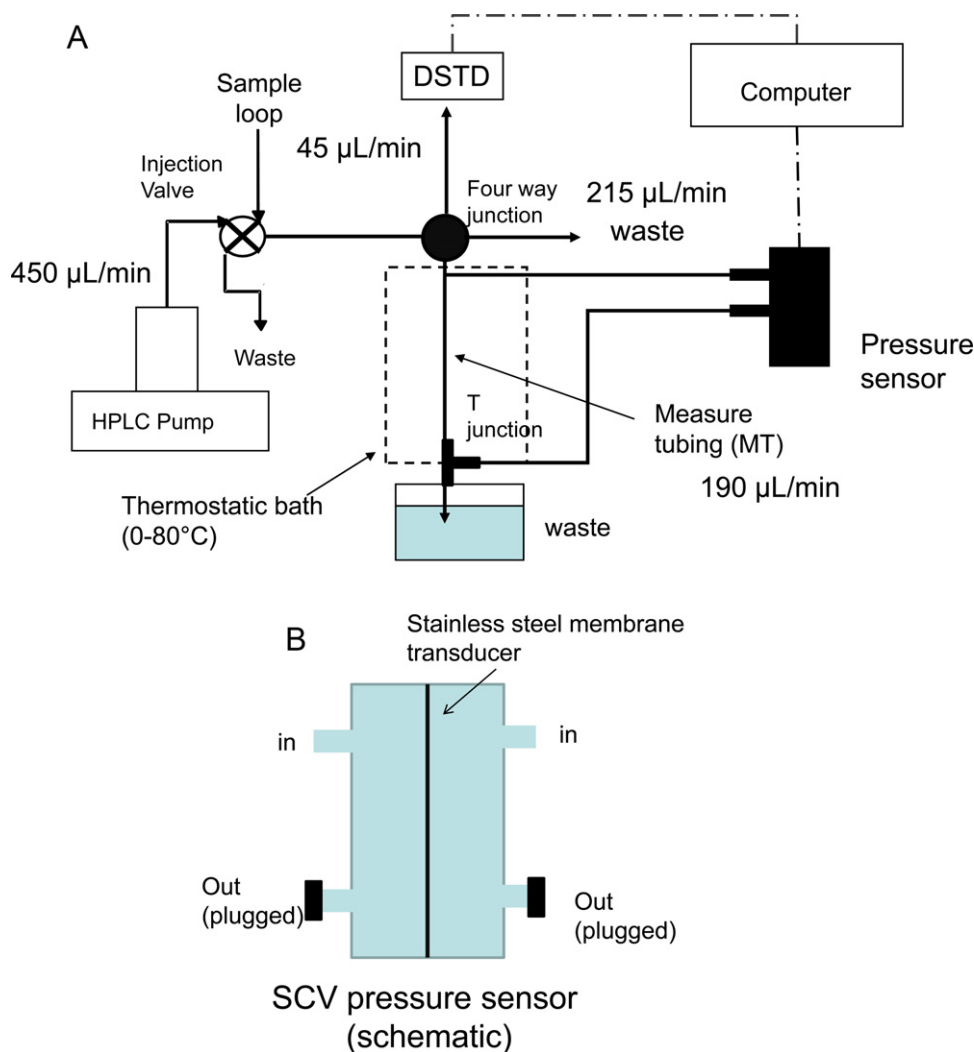 A
DSTD
Computer
Sample
loop
45 µL/min
Injection
Valve
Four way
junction
215 µL/min
waste
450 µL/min
Waste
Pressure
sensor
HPLC Pump
T
junction
Measure
tubing (MT)
190 µL/min
Thermostatic bath
(0-80°C)
waste
B
Stainless steel membrane
transducer
in
in
Out
(plugged)
Out
(plugged)
SCV pressure sensor
(schematic)